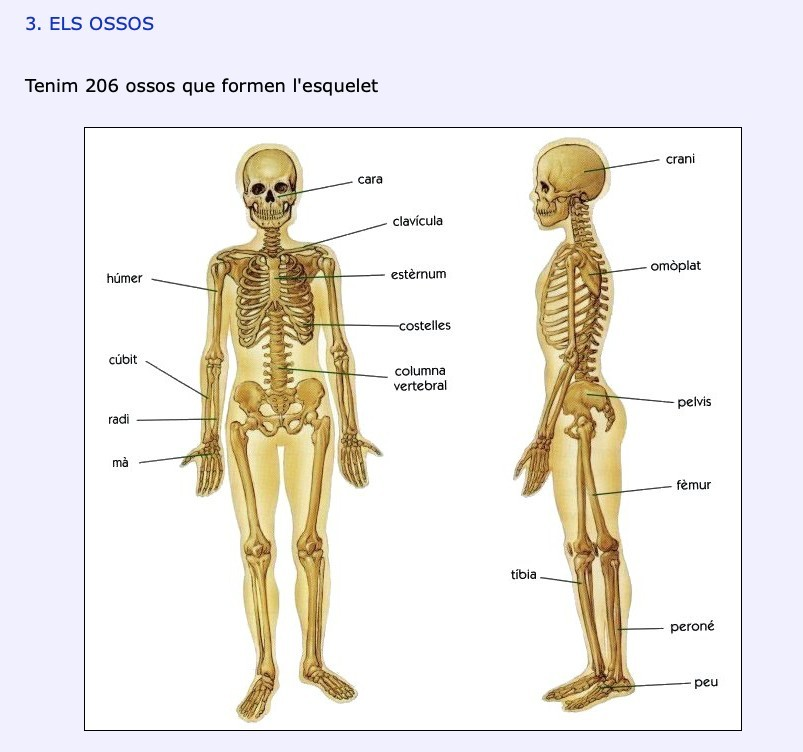 3. ELS OSSOS
Tenim 206 ossos que formen l'esquelet
cara
clavícula
húmer
estèrnum
costelles
cúbit
columna
vertebral
radi
mà
crani
omòplat
pelvis
fèmur
tíbia
peroné
peu